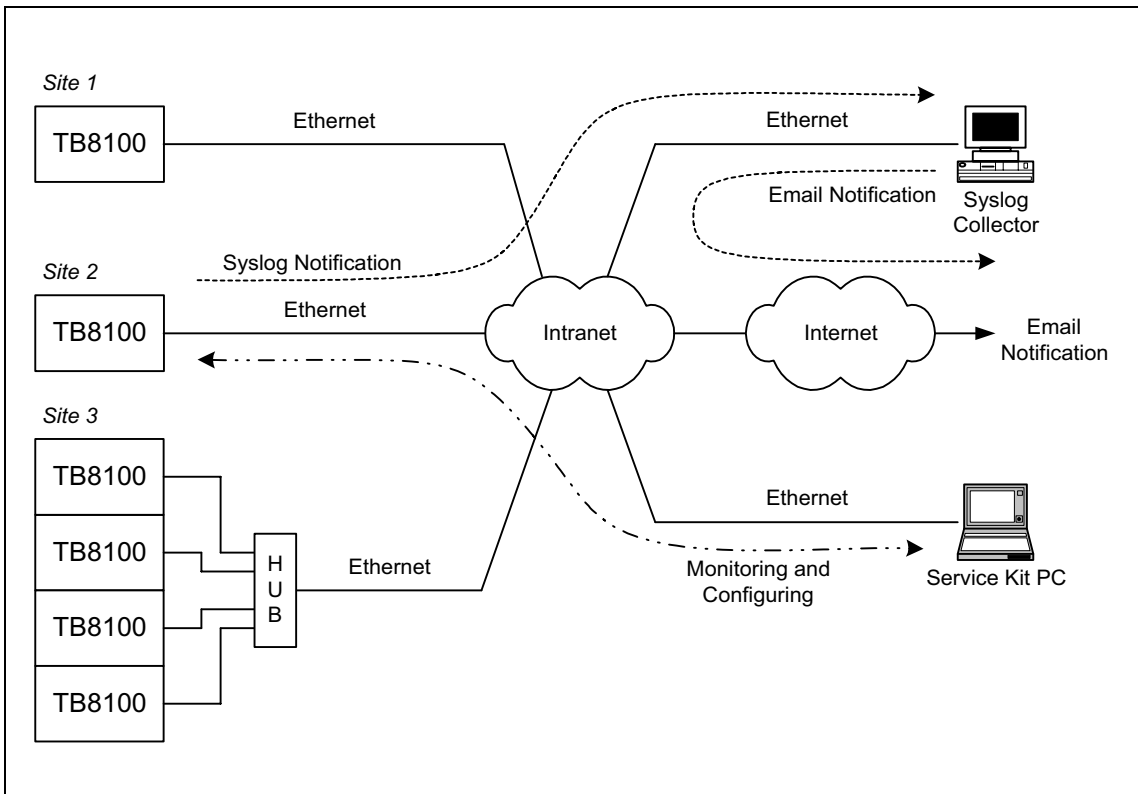 Site 1
TB8100
Ethernet
Ethernet
Email Notification
Syslog
Collector
Site 2
TB8100
Syslog Notification
Ethernet
Intranet
Internet
Email
Notification
Site 3
TB8100
TB8100
TB8100
TB8100
H
U
B
Ethernet
Ethernet
Monitoring and
Configuring
Service Kit PC